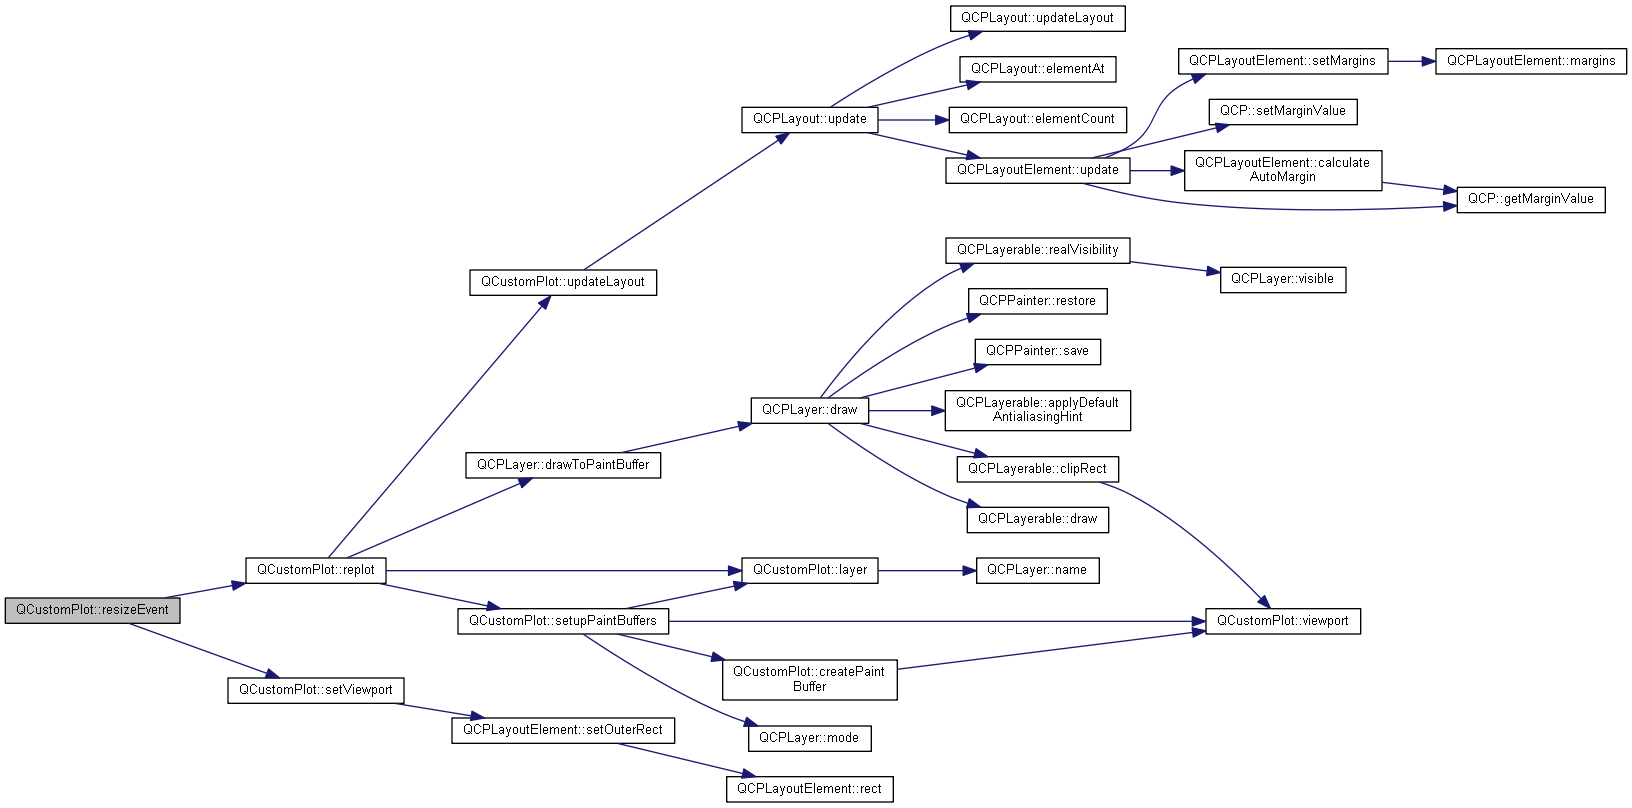 QCPLayout::updateLayout
QCPLayoutElement::setMargins
QCPLayoutElement::margins
QCPLayout::elementAt
QCP::setMarginValue
QCPLayout::update
QCPLayout::elementCount
QCPLayoutElement::update
QCPLayoutElement::calculate
AutoMargin
QCP::getMarginValue
QCPLayerable::realVisibility
QCPLayer::visible
QCustomPlot::updateLayout
QCPPainter::restore
QCPPainter::save
QCPLayer::draw
QCPLayerable::applyDefault
AntialiasingHint
QCPLayer::drawToPaintBuffer
QCPLayerable::clipRect
QCPLayerable::draw
QCustomPlot::replot
QCustomPlot::layer
QCPLayer::name
QCustomPlot::resizeEvent
QCustomPlot::setupPaintBuffers
QCustomPlot::viewport
QCustomPlot::createPaint
Buffer
QCustomPlot::setViewport
QCPLayoutElement::setOuterRect
QCPLayer::mode
QCPLayoutElement::rect